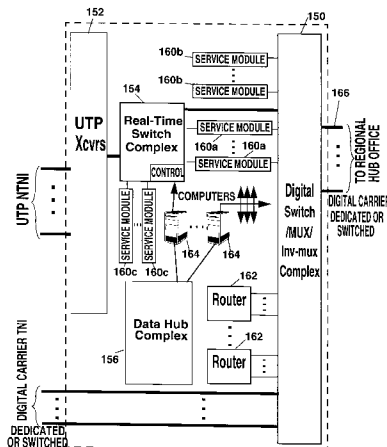 152
150
160b
SERVICE MODULE
160b
SERVICE MODULE
154
166
UTP
Xcvrs
Real-Time
Switch
Complex
CONTROL
SERVICE MODULE
160a
160a
SERVICE MODULE
TO REGIONAL
HUB OFFICE
UTP NTNI
SERVICE MODULE
SERVICE MODULE
COMPUTERS
Digital
Switch
/MUX/
Inv-mux
Complex
DIGITAL CARRIER
DEDICATED
OR SWITCHED
160c
160c
164
164
162
Router
Data Hub
Complex
156
162
Router
DIGITAL CARRIER TNI
DEDICATED
OR SWITCHED